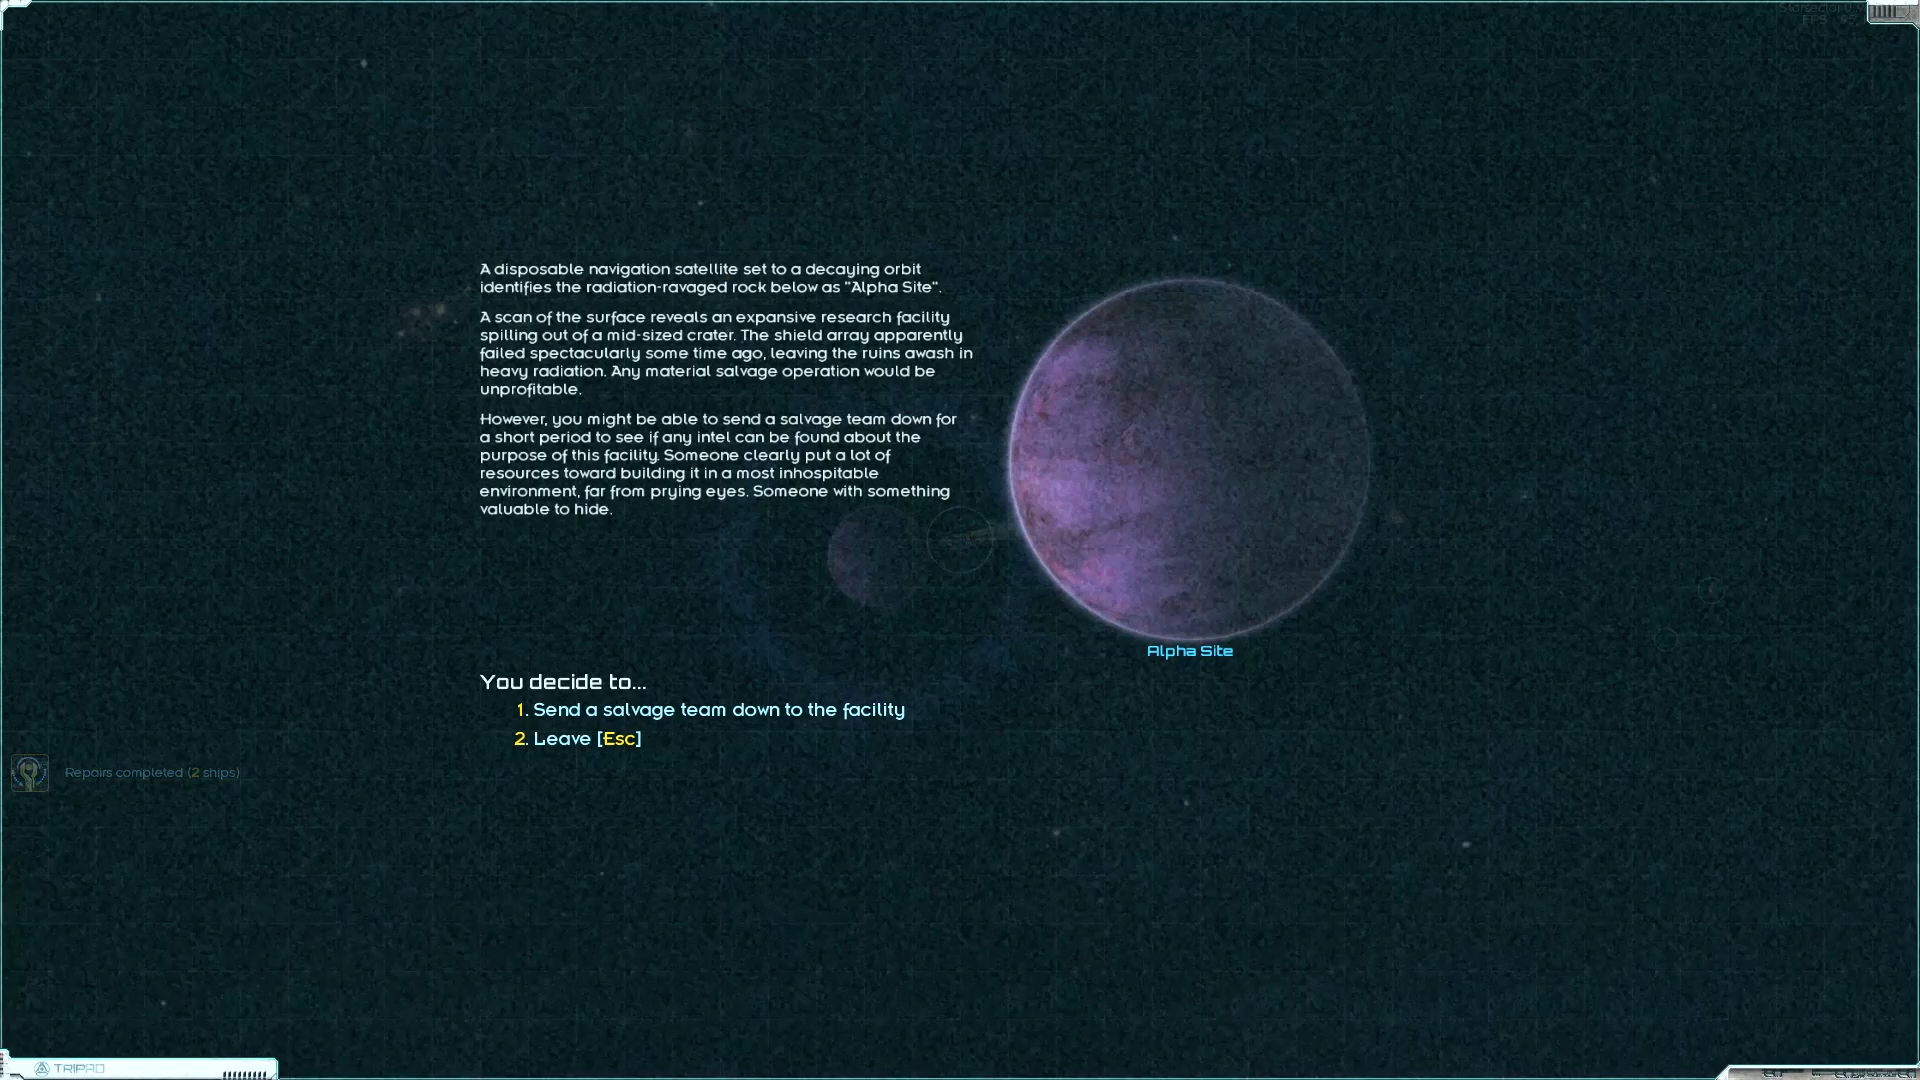 FPS
A disposable navigation satellite set to a decaying orbit
identifies the radiation-ravaged rock below as "Alpha Site".
A scan of the surface reveals an expansive research facility
spilling out of a mid-sized crater. The shield array apparently
failed spectacularly some time ago, leaving the ruins awash in
heavy radiation. Any material salvage operation would be
unprofitable.
However, you might be able to send a salvage team down for
a short period to see if any intel can be found about the
purpose of this facility. Someone clearly put a lot of
resources toward building it in a most inhospitable
environment, far from prying eyes. Someone with something
valuable to hide.
Alpha Site
You decide to...
1. Send a salvage team down to the facility
2. Leave [Esc]
Repairs completed (2 ships)
TRIPAD